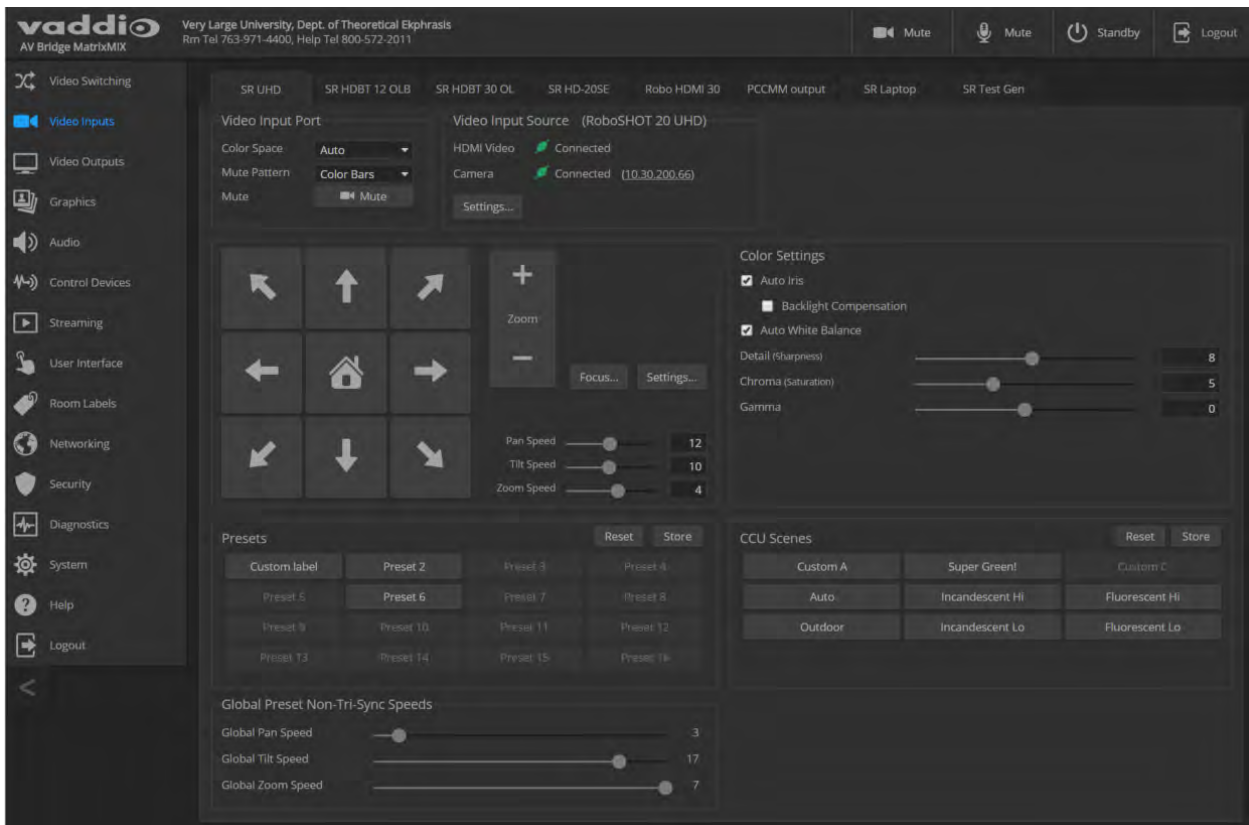 vaddio
AV Bridge MatrixMIX
Very Large University, Dept. of Theoretical Ekphrasis
Rm Tel 763-971-4400, Help Tel 800-572-2011
Mute
Mute
Standby
Logout
Video Switching
Video Inputs
Video Outputs
Graphics
Audio
Control Devices
Streaming
User Interface
Room Labels
Networking
Security
Diagnostics
System
Help
Logout
<
SR UHD
SR HDBT 12 OLB
SR HDBT 30 OL
SR HD-20SE
Robo HDMI 30
PCCMM output
SR Laptop
SR Test Gen
Video Input Port
Color Space Auto
Mute Pattern Color Bars
Mute Mute
Video Input Source (RoboSHOT 20 UHD)
HDMI Video Connected
Camera Connected (10.30.200.66)
Settings...
+
Zoom
−
Focus... Settings...
Pan Speed 12
Tilt Speed 10
Zoom Speed 4
Color Settings
Auto Iris
Backlight Compensation
Auto White Balance
Detail (Sharpness) 8
Chroma (Saturation) 5
Gamma 0
Presets Reset Store
Custom label Preset 2 Preset 3 Preset 4
Preset 5 Preset 6 Preset 7 Preset 8
Preset 9 Preset 10 Preset 11 Preset 12
Preset 13 Preset 14 Preset 15 Preset 16
CCU Scenes Reset Store
Custom A Super Green! Custom C
Auto Incandescent Hi Fluorescent Hi
Outdoor Incandescent Lo Fluorescent Lo
Global Preset Non-Tri-Sync Speeds
Global Pan Speed 3
Global Tilt Speed 17
Global Zoom Speed 7